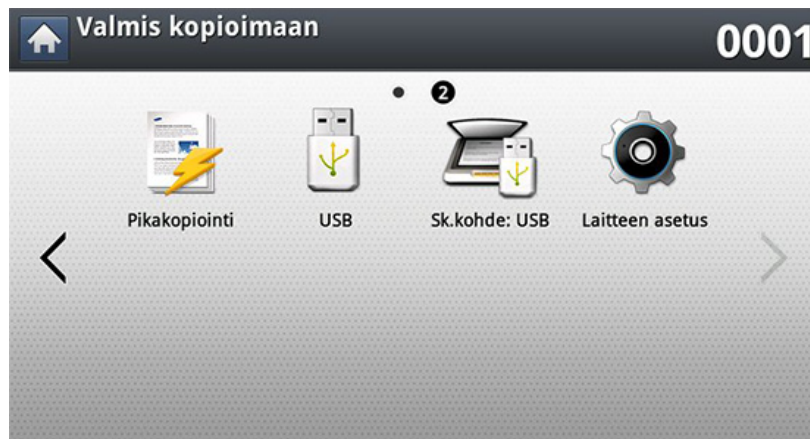 Valmis kopioimaan
0001
2
Pikakopiointi
USB
Sk.kohde: USB
Laitteen asetus